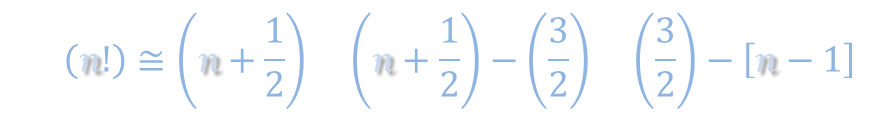 (n!) ≅ (n + 1/2) (n + 1/2) − (3/2) (3/2) − [n − 1]